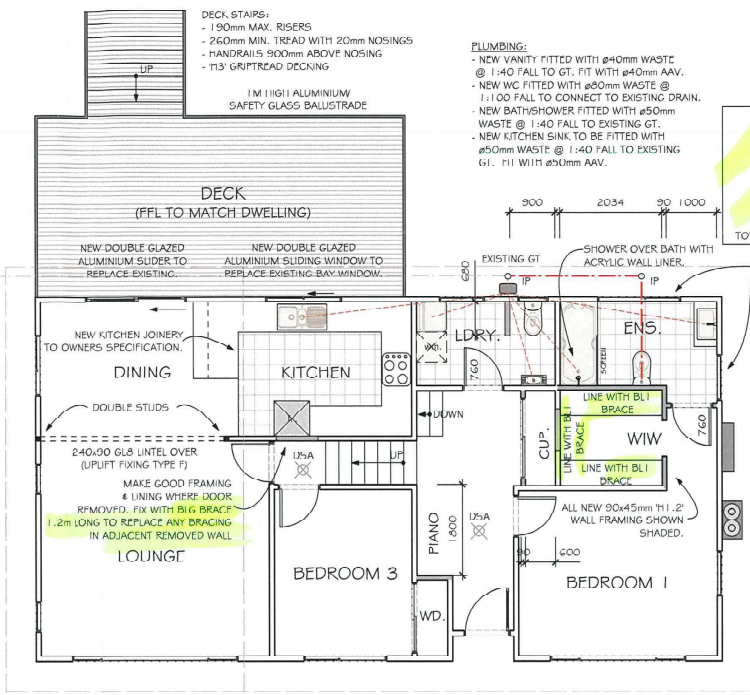 DECK STAIRS:
- 190mm MAX. RISERS
- 260mm MIN. TREAD WITH 20mm NOSINGS
- HANDRAILS 900mm ABOVE NOSING
- 'H3' GRIPTREAD DECKING
UP
1M HIGH ALUMINIUM
SAFETY GLASS BALUSTRADE
PLUMBING:
- NEW VANITY FITTED WITH ø40mm WASTE
@ 1:40 FALL TO GT. FIT WITH ø40mm AAV.
- NEW WC FITTED WITH ø80mm WASTE @
1:100 FALL TO CONNECT TO EXISTING DRAIN.
- NEW BATH/SHOWER FITTED WITH ø50mm
WASTE @ 1:40 FALL TO EXISTING GT.
- NEW KITCHEN SINK TO BE FITTED WITH
ø50mm WASTE @ 1:40 FALL TO EXISTING
GT. FIT WITH ø50mm AAV.
DECK
(FFL TO MATCH DWELLING)
900 2034 90 1000
TO
NEW DOUBLE GLAZED
ALUMINIUM SLIDER TO
REPLACE EXISTING.
NEW DOUBLE GLAZED
ALUMINIUM SLIDING WINDOW TO
REPLACE EXISTING BAY WINDOW.
EXISTING GT
SHOWER OVER BATH WITH
ACRYLIC WALL LINER.
680
IP
IP
NEW KITCHEN JOINERY
TO OWNERS SPECIFICATION.
DINING
KITCHEN
LDRY.
WM.
760
ENS.
SCREEN
DOUBLE STUDS
DOWN
LINE WITH BL1
BRACE
LINE WITH BL1
BRACE
WIW
760
LINE WITH BL1
BRACE
CUP.
240x90 GL8 LINTEL OVER
(UPLIFT FIXING TYPE F)
DSA
UP
MAKE GOOD FRAMING
& LINING WHERE DOOR
REMOVED. FIX WITH BLG BRACE
1.2m LONG TO REPLACE ANY BRACING
IN ADJACENT REMOVED WALL
LOUNGE
PIANO
1800
DSA
ALL NEW 90x45mm 'H1.2'
WALL FRAMING SHOWN
SHADED.
90 600
BEDROOM 3
BEDROOM 1
WD.